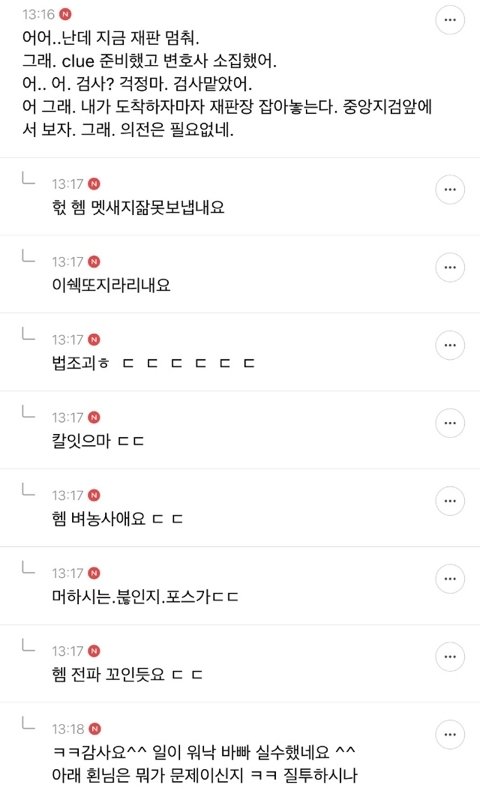 13:16 N
어어..난데 지금 재판 멈춰.
그래. clue 준비했고 변호사 소집했어.
어.. 어. 검사? 걱정마. 검사맡았어.
어 그래. 내가 도착하자마자 재판장 잡아놓는다. 중앙지검앞에
서 보자. 그래. 의전은 필요없네.
13:17 N
헋 헴 멧새지잚못보냅내요
13:17 N
이쉑또지라리내요
13:17 N
법조괴ㅎ ㄷ ㄷ ㄷ ㄷ ㄷ ㄷ
13:17 N
칼잇으마 ㄷㄷ
13:17 N
헴 벼농사애요 ㄷ ㄷ
13:17 N
머하시는.붆인지.포스가ㄷㄷ
13:17 N
헴 전파 꼬인듯요 ㄷ ㄷ
13:18 N
ㅋㅋ감사요^^ 일이 워낙 바빠 실수했네요 ^^
아래 횐님은 뭐가 문제이신지 ㅋㅋ 질투하시나